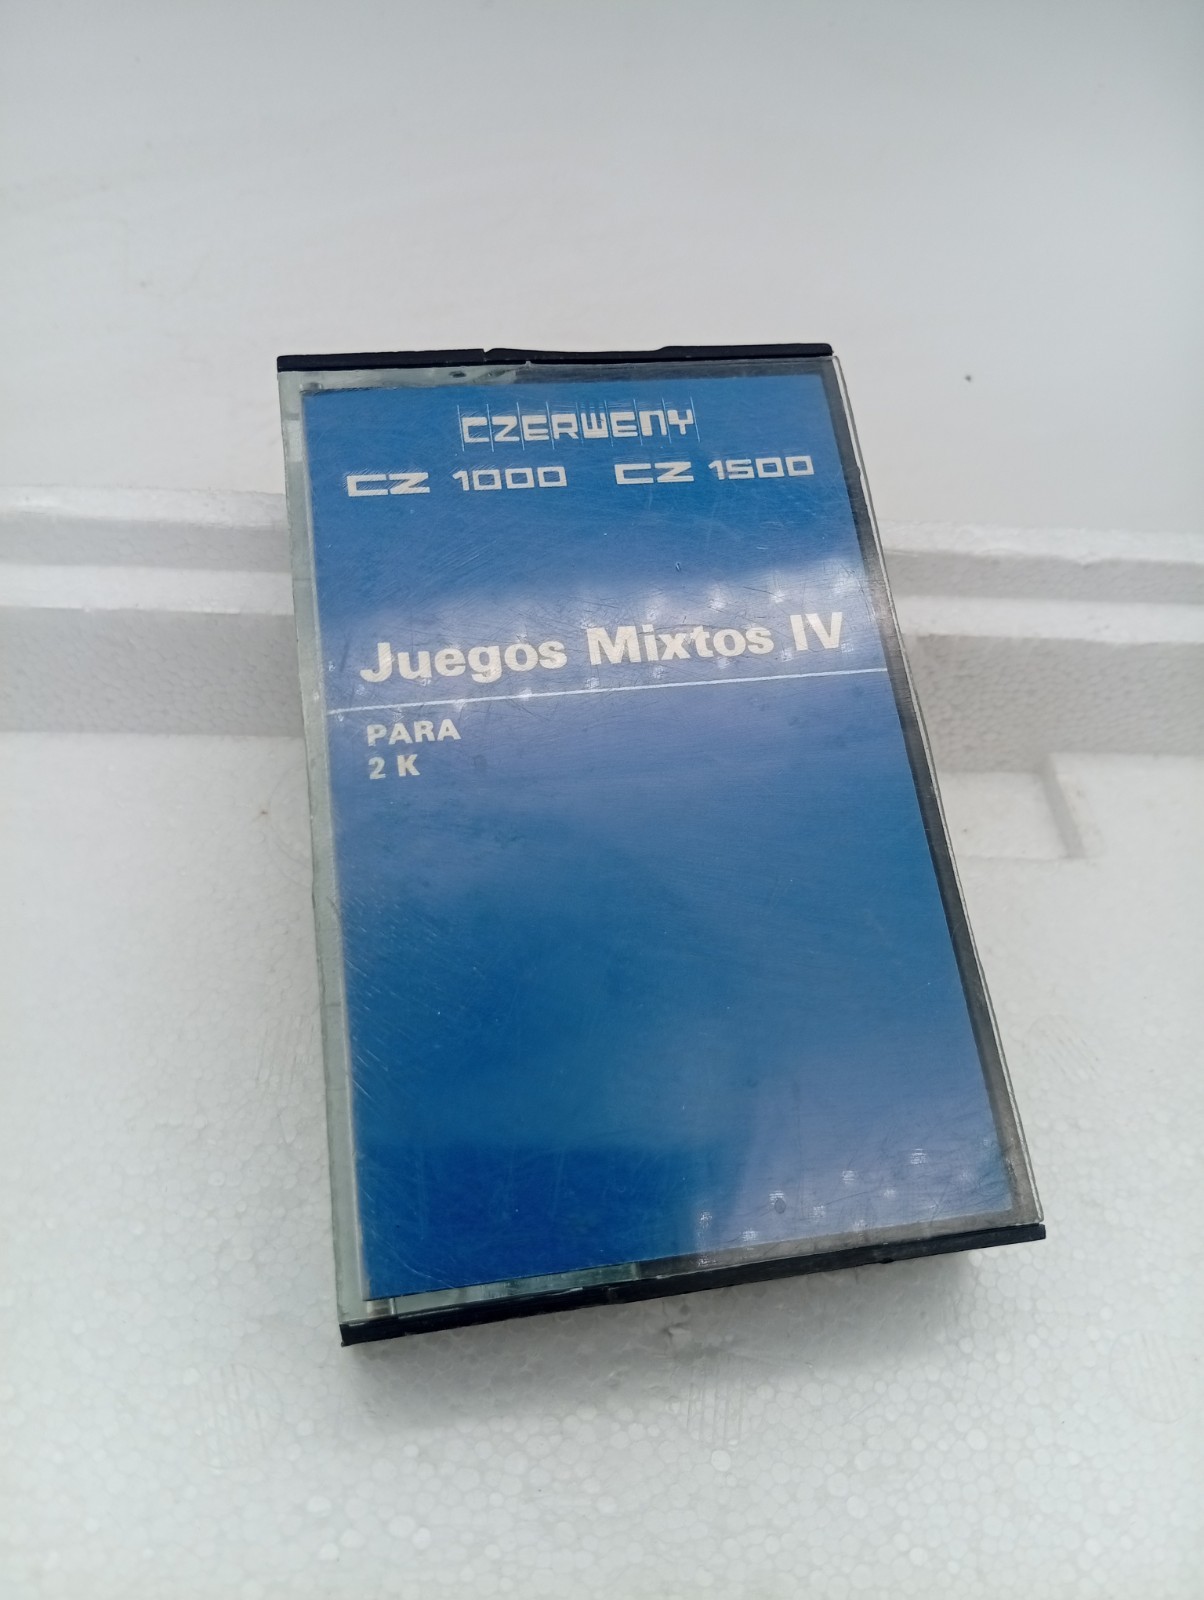 CZERWENY
CZ 1000 CZ 1500
Juegos Mixtos IV
PARA
2 K